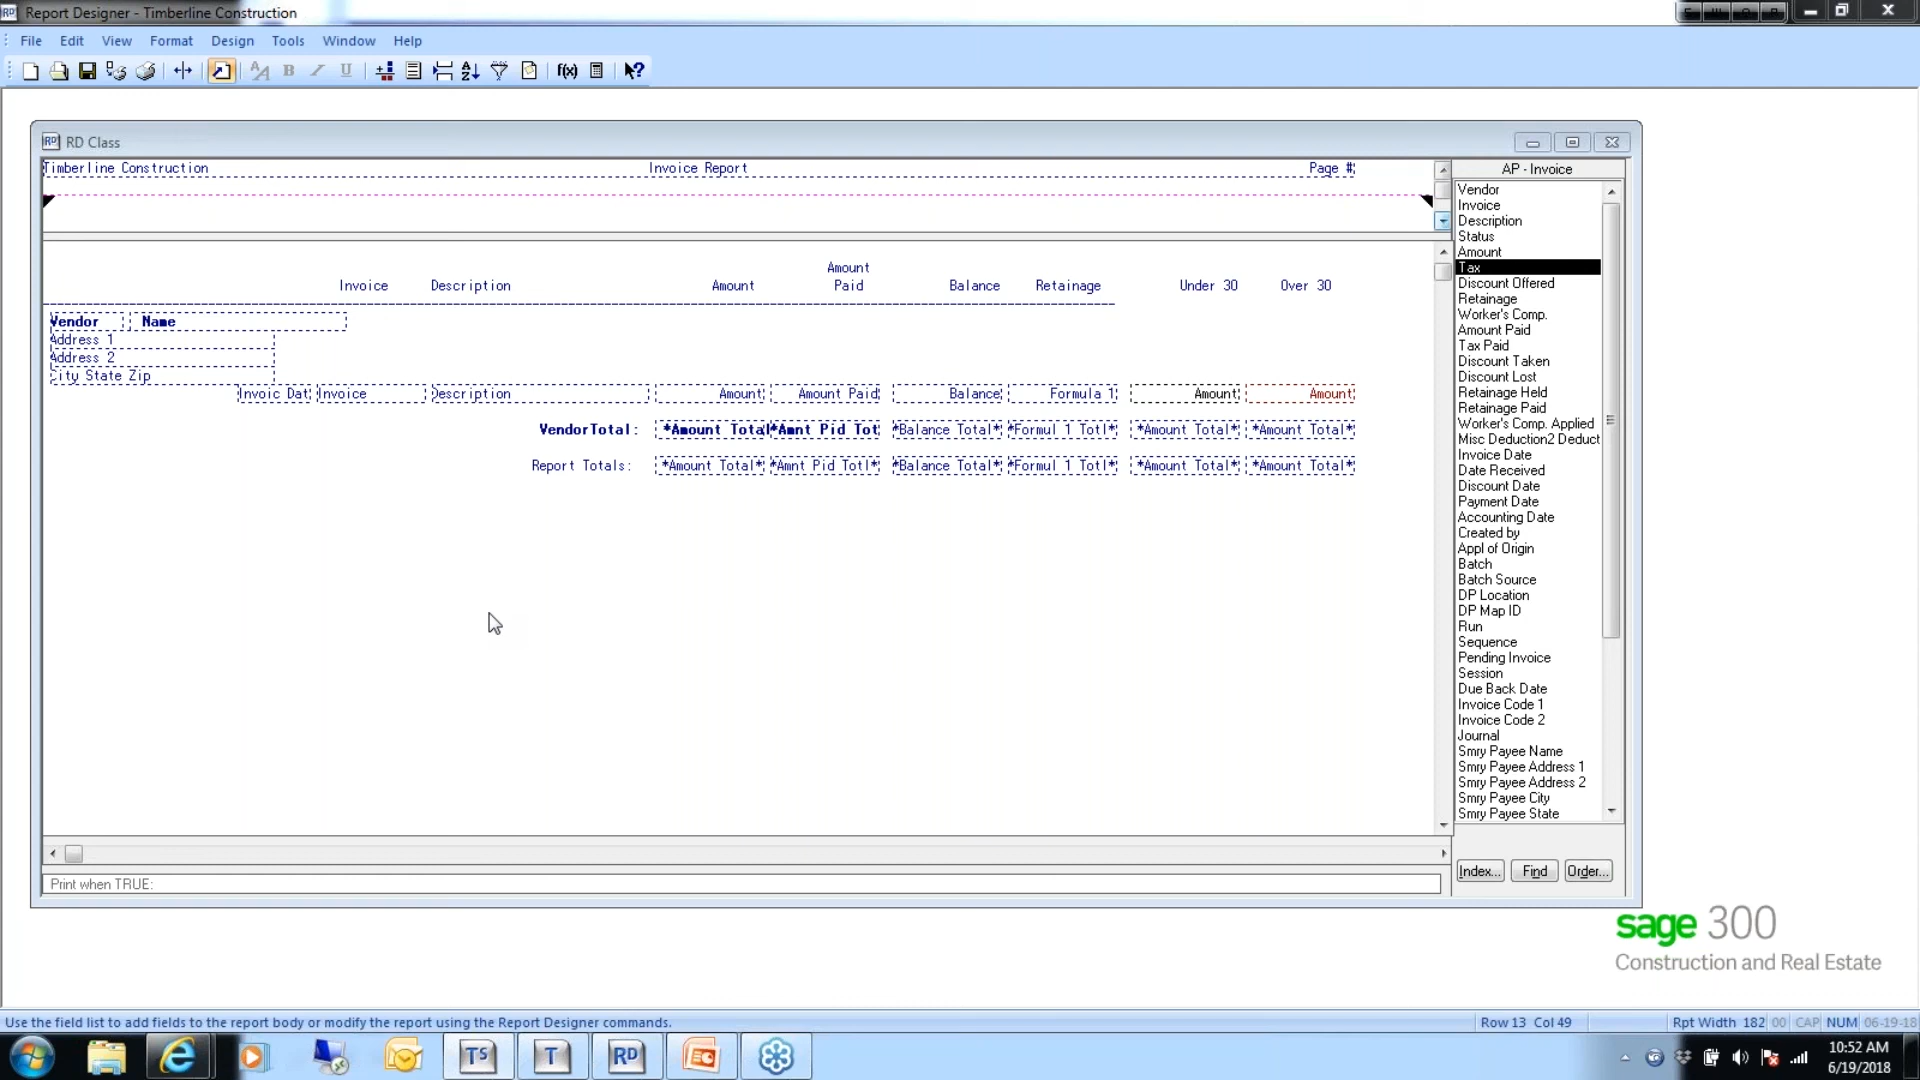 Report Designer - Timberline Construction
File Edit View Format Design Tools Window Help
RD Class
Timberline Construction Invoice Report Page #
Amount
Invoice Description Amount Paid Balance Retainage Under 30 Over 30
Vendor Name
Address 1
Address 2
City State Zip
Invoic Dat Invoice Description Amount Amount Paid Balance Formula 1 Amount Amount
VendorTotal: *Amount Total *Amnt Pid Tot *Balance Total* *Formul 1 Totl* *Amount Total* *Amount Total*
Report Totals: *Amount Total* *Amnt Pid Totl* *Balance Total* *Formul 1 Totl* *Amount Total* *Amount Total*
Print when TRUE:
AP - Invoice
Vendor
Invoice
Description
Status
Amount
Tax
Discount Offered
Retainage
Worker's Comp.
Amount Paid
Tax Paid
Discount Taken
Discount Lost
Retainage Held
Retainage Paid
Worker's Comp. Applied
Misc Deduction2 Deduct
Invoice Date
Date Received
Discount Date
Payment Date
Accounting Date
Created by
Appl of Origin
Batch
Batch Source
DP Location
DP Map ID
Run
Sequence
Pending Invoice
Session
Due Back Date
Invoice Code 1
Invoice Code 2
Journal
Smry Payee Name
Smry Payee Address 1
Smry Payee Address 2
Smry Payee City
Smry Payee State
Index... Find Order...
sage 300
Construction and Real Estate
Use the field list to add fields to the report body or modify the report using the Report Designer commands.
Row 13 Col 49 Rpt Width 182 00 CAP NUM 06-19-18
TS T RD
10:52 AM
6/19/2018